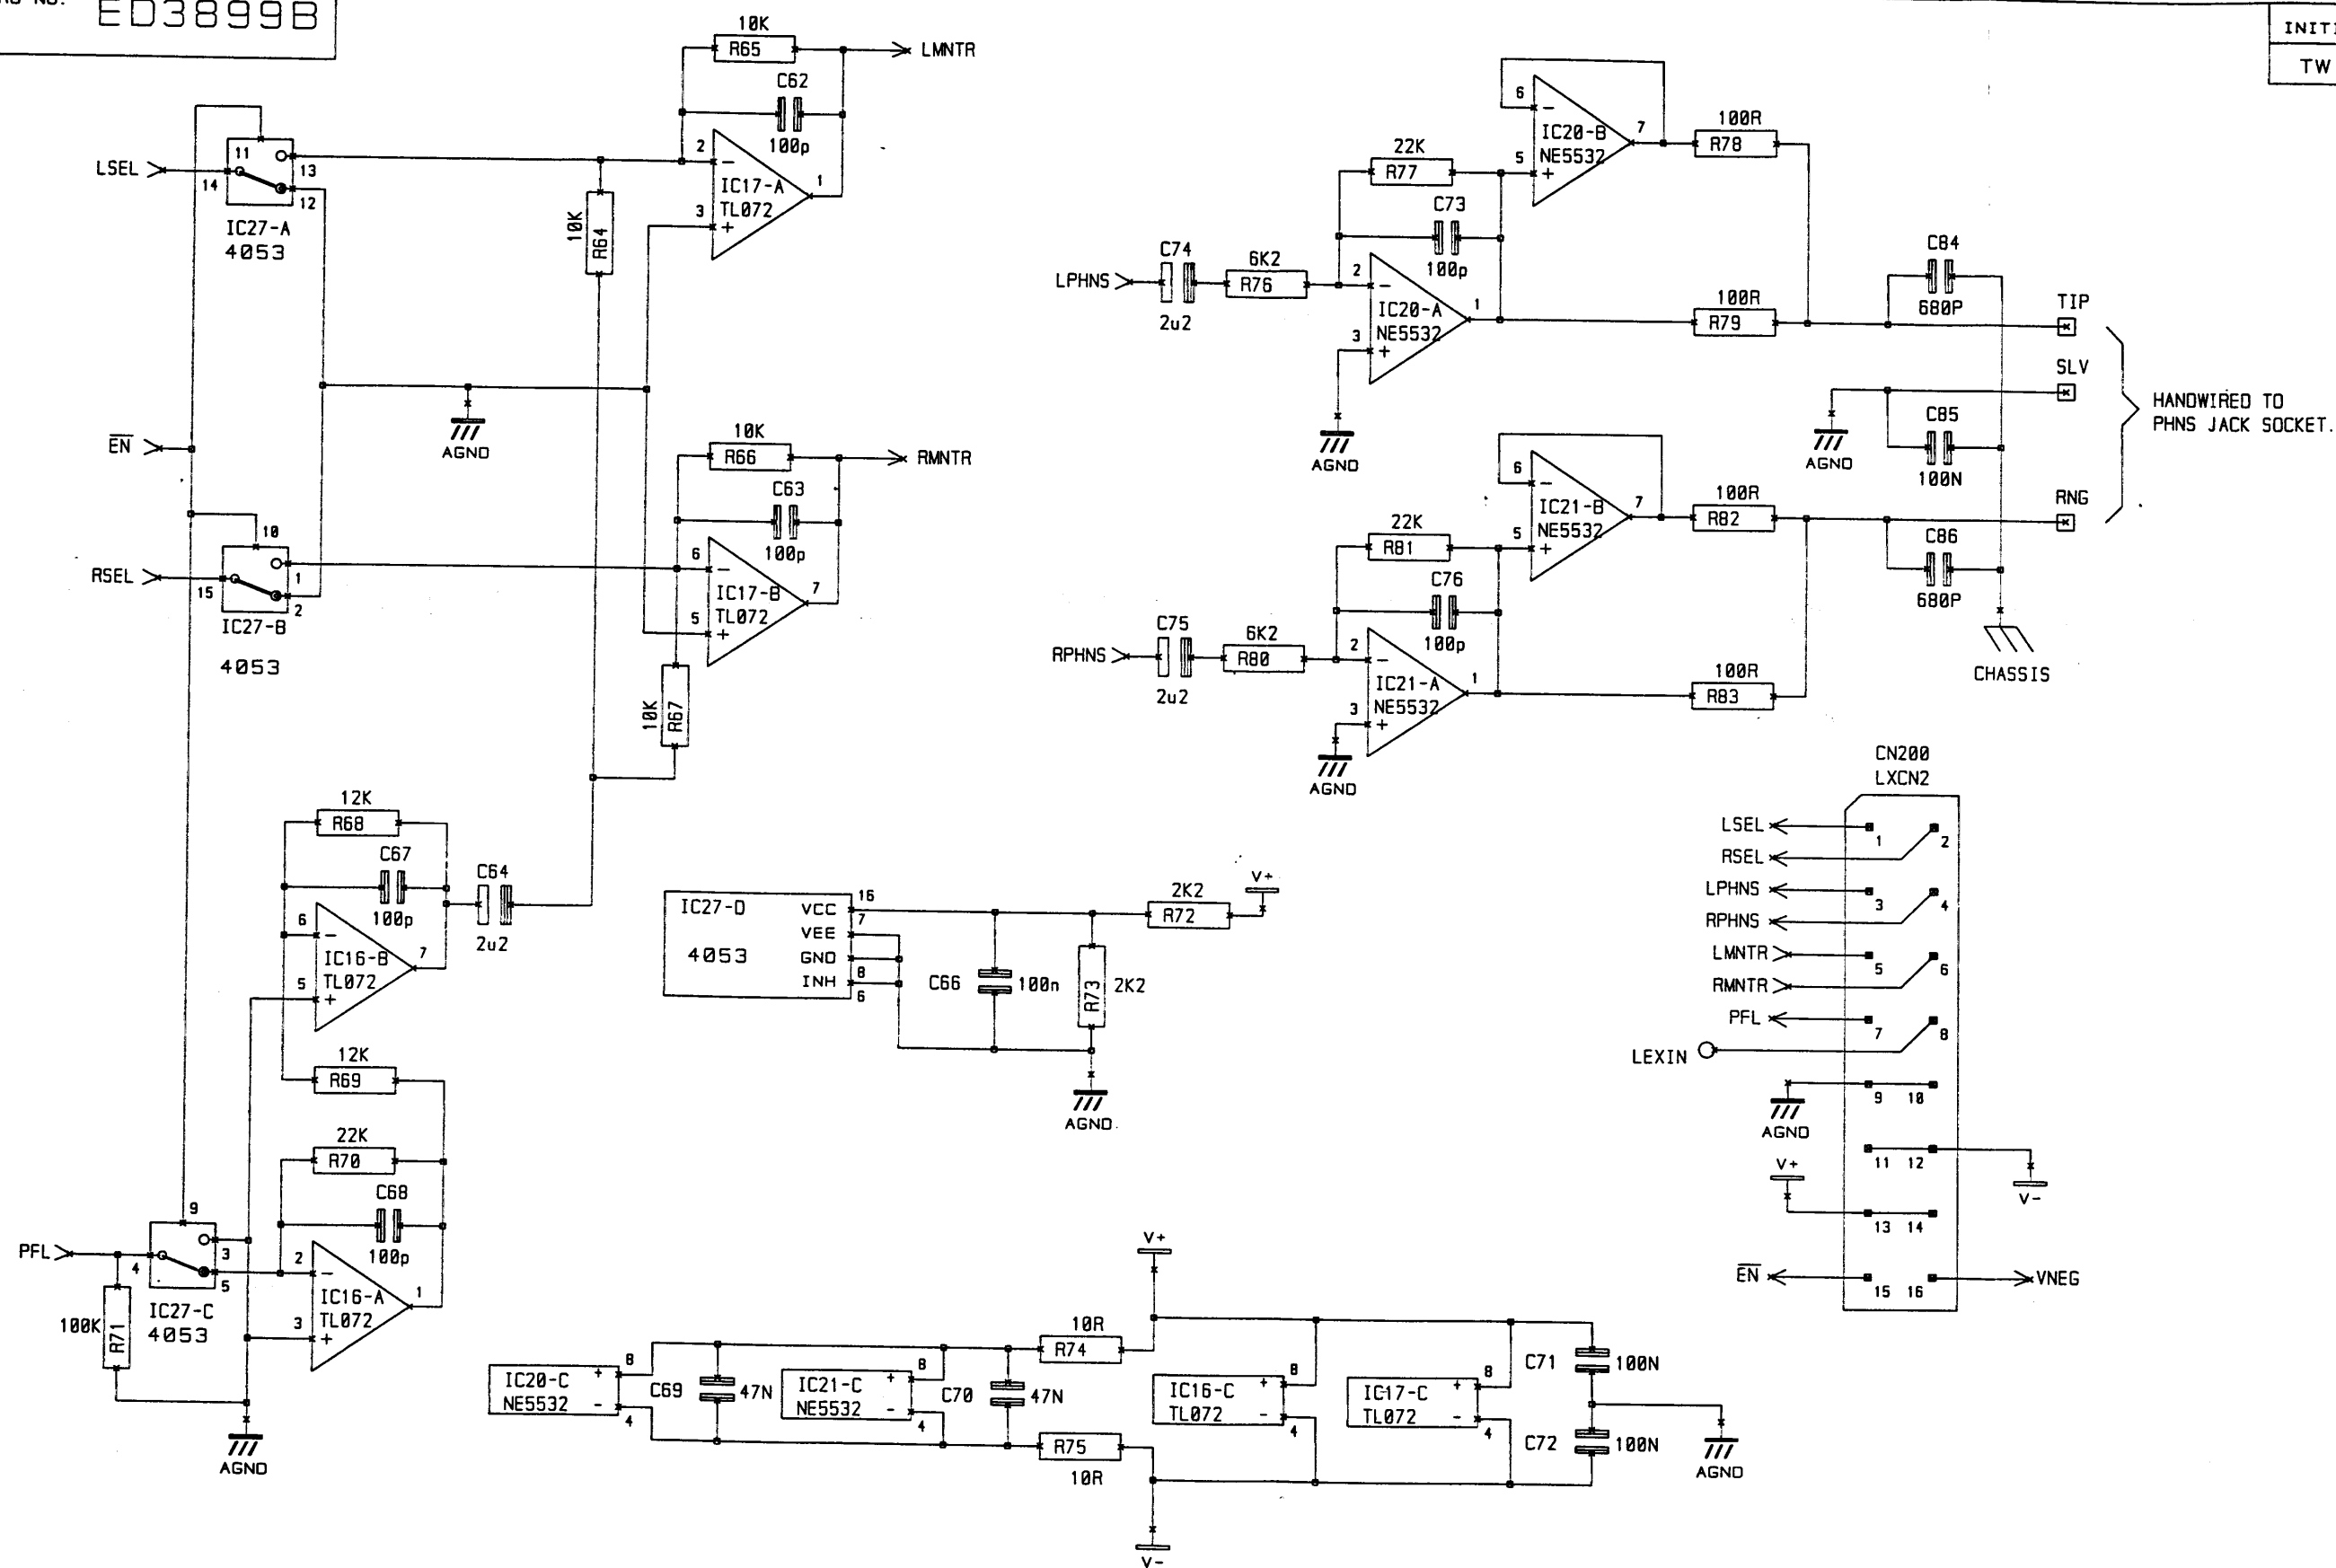 ED3899B
INITI
TW
10K
R65
LMNTR
C62
100p
LSEL
11
13
14
12
IC27-A
4053
10K
R64
2
3
1
IC17-A
TL072
EN
AGND
10K
R66
RMNTR
C63
100p
RSEL
10
1
15
2
IC27-B
4053
6
5
7
IC17-B
TL072
10K
R67
12K
R68
C67
100p
C64
2u2
6
5
7
IC16-B
TL072
12K
R69
22K
R70
C68
100p
PFL
9
3
4
5
IC27-C
4053
100K
R71
2
3
1
IC16-A
TL072
AGND
LPHNS
C74
2u2
6K2
R76
22K
R77
C73
100p
2
3
1
IC20-A
NE5532
AGND
6
5
7
IC20-B
NE5532
100R
R78
100R
R79
C84
680P
TIP
SLV
AGND
C85
100N
RNG
C86
680P
CHASSIS
HANDWIRED TO
PHNS JACK SOCKET.
RPHNS
C75
2u2
6K2
R80
22K
R81
C76
100p
2
3
1
IC21-A
NE5532
AGND
6
5
7
IC21-B
NE5532
100R
R82
100R
R83
IC27-D
4053
VCC
VEE
GND
INH
16
7
8
6
C66
100n
R73
2K2
2K2
R72
V+
AGND
CN200
LXCN2
LSEL
1
2
RSEL
LPHNS
3
4
RPHNS
LMNTR
5
6
RMNTR
PFL
7
8
LEXIN
9
10
AGND
11
12
V-
V+
13
14
EN
15
16
VNEG
IC20-C
NE5532
+
-
8
4
C69
47N
IC21-C
NE5532
+
-
8
4
C70
47N
10R
R74
R75
10R
V+
V-
IC16-C
TL072
+
-
8
4
IC17-C
TL072
+
-
8
4
C71
100N
C72
100N
AGND